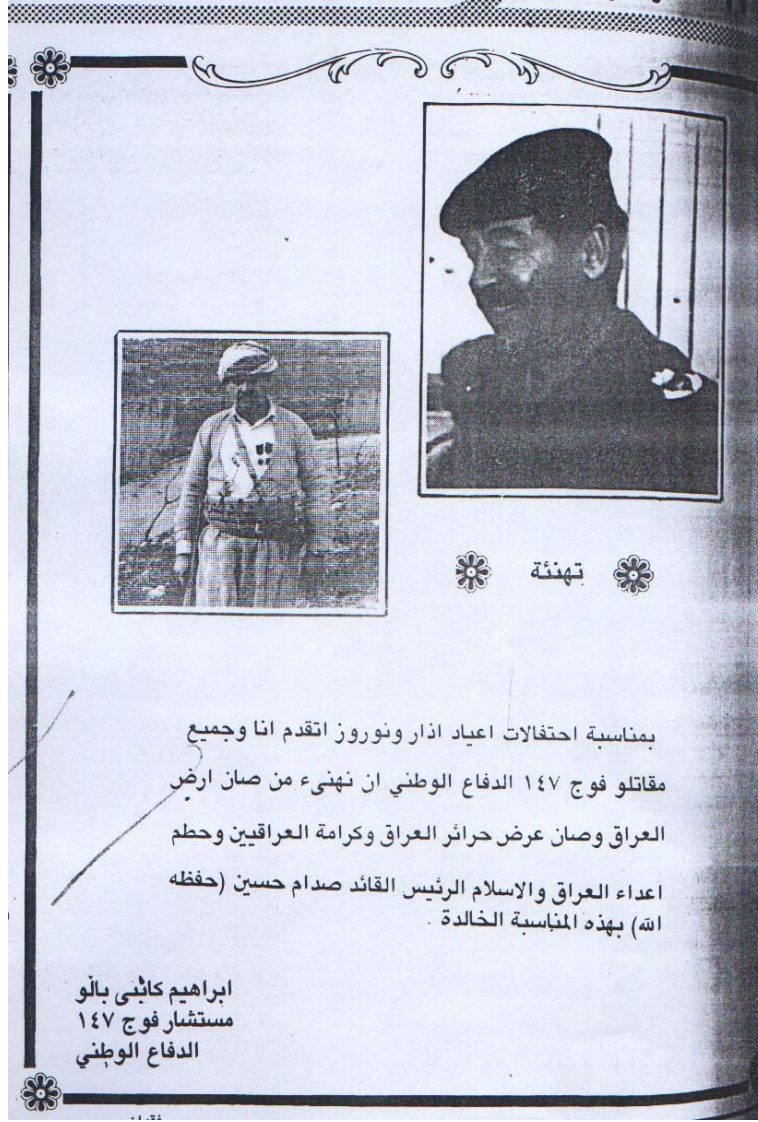 تهنئة
بمناسبة احتفالات اعياد اذار ونوروز اتقدم انا وجميع
مقاتلو فوج ١٤٧ الدفاع الوطني ان نهنىء من صان ارض
العراق وصان عرض حرائر العراق وكرامة العراقيين وحطم
اعداء العراق والاسلام الرئيس القائد صدام حسين (حفظه
الله) بهذه المناسبة الخالدة .
ابراهيم بالو
مستشار فوج ١٤٧
الدفاع الوطني